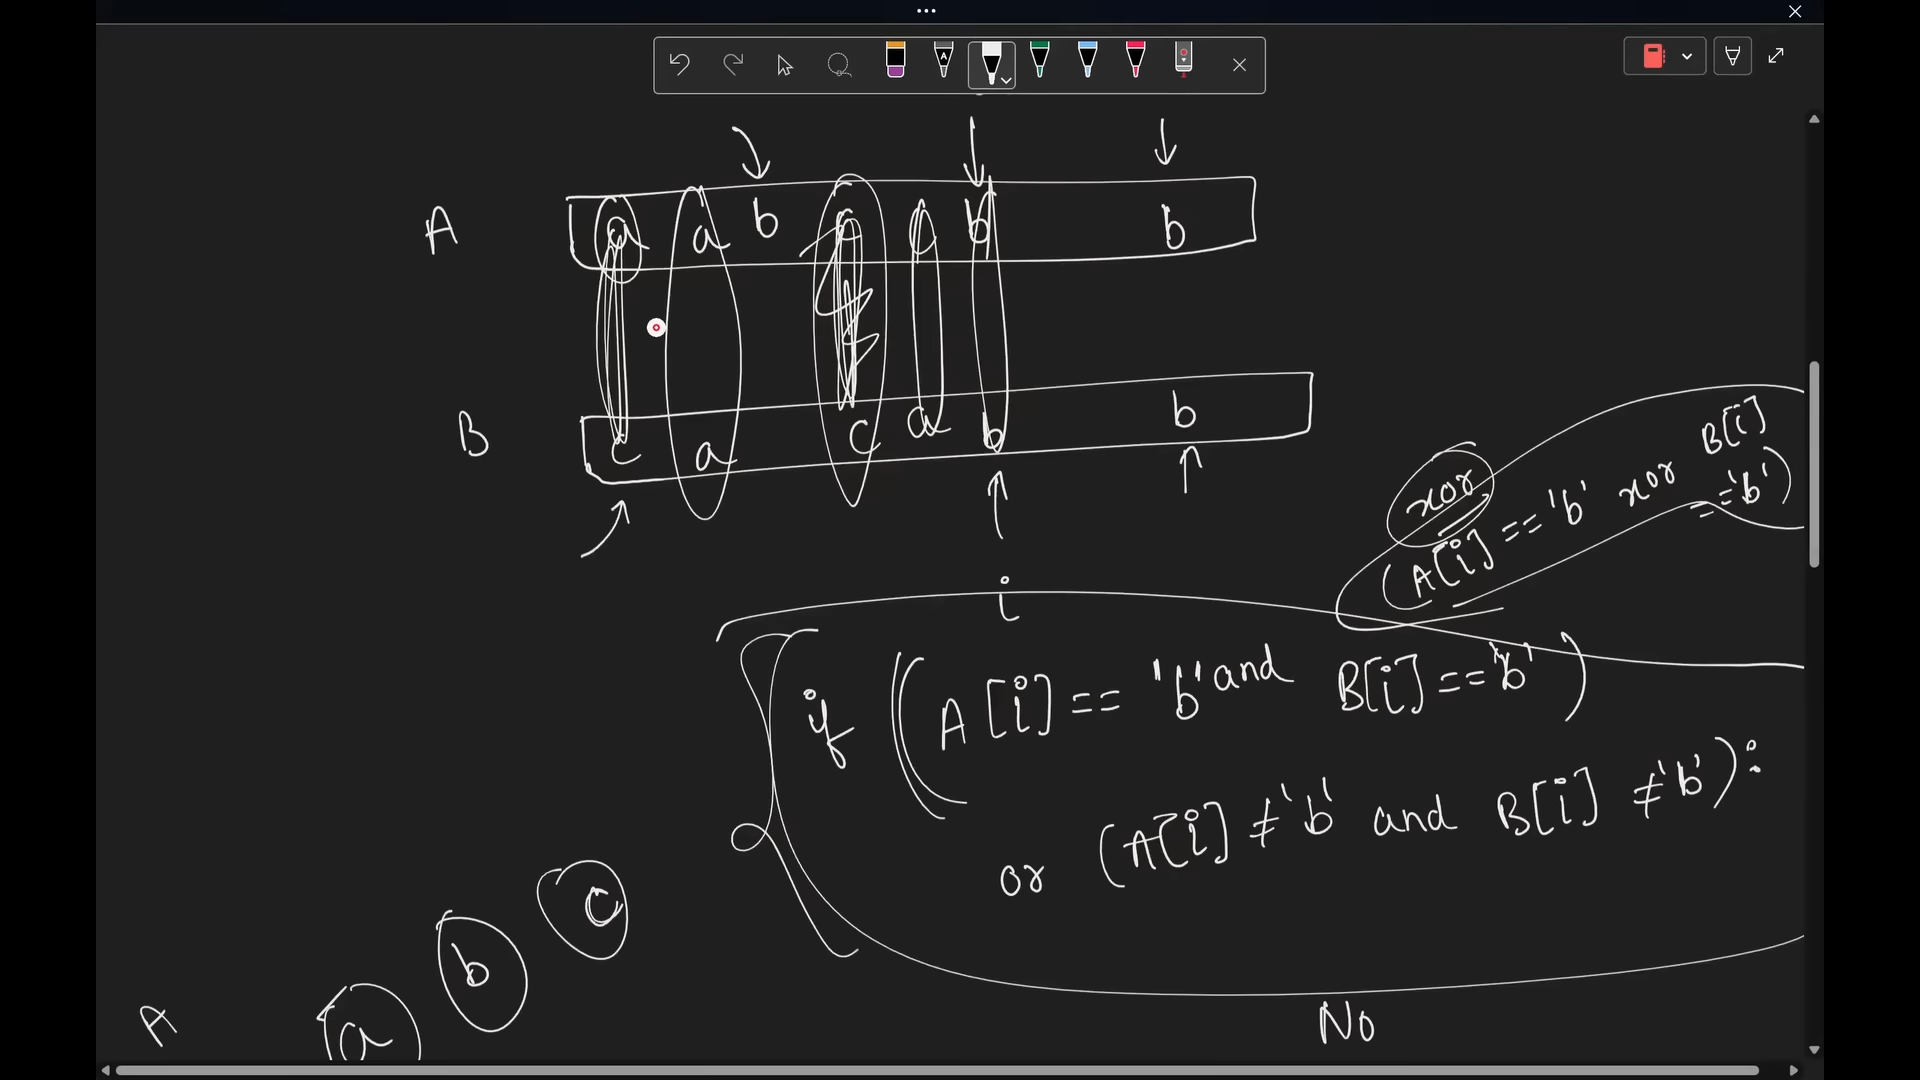 A a a b c c b b
B c a c a b b
i
xor
(A[i] == 'b' xor B[i] == 'b')
if ((A[i] == 'b' and B[i] == 'b')
or (A[i] ≠ 'b' and B[i] ≠ 'b'):
c
b
A a
No